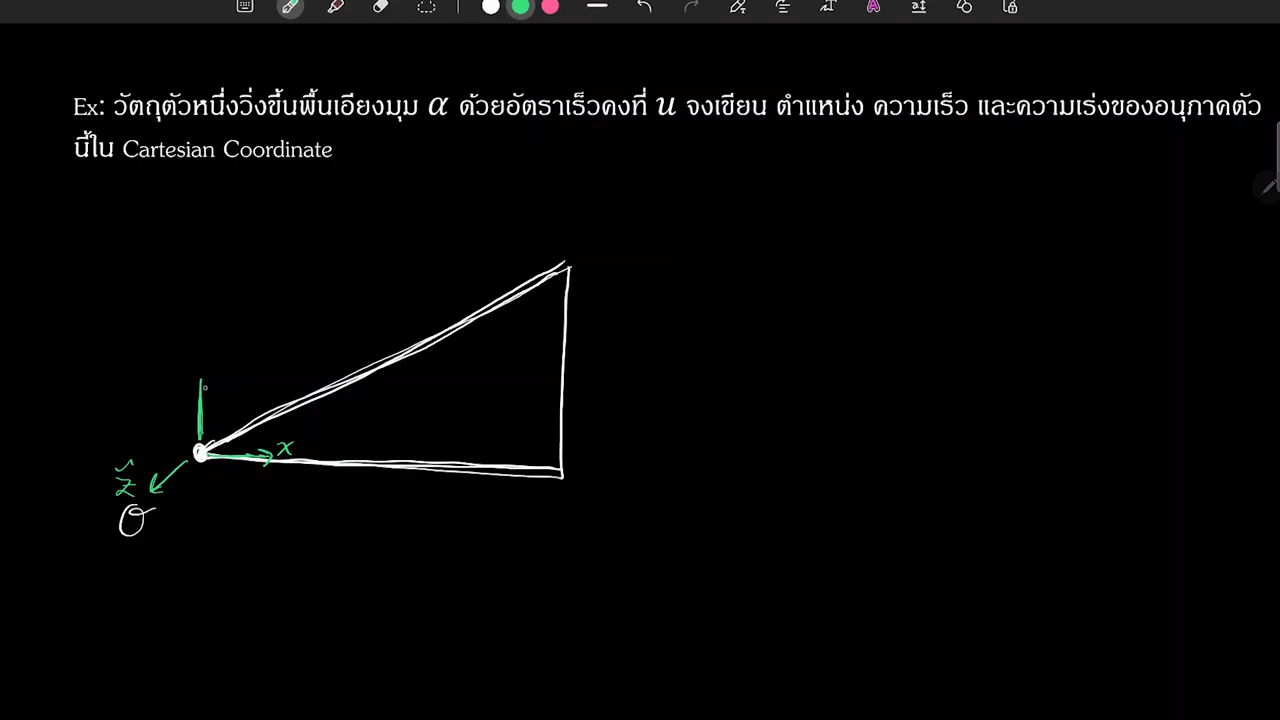 Ex: วัตถุตัวหนึ่งวิ่งขึ้นพื้นเอียงมุม α ด้วยอัตราเร็วคงที่ u จงเขียน ตำแหน่ง ความเร็ว และความเร่งของอนุภาคตัว
นี้ใน Cartesian Coordinate
x
ž
O